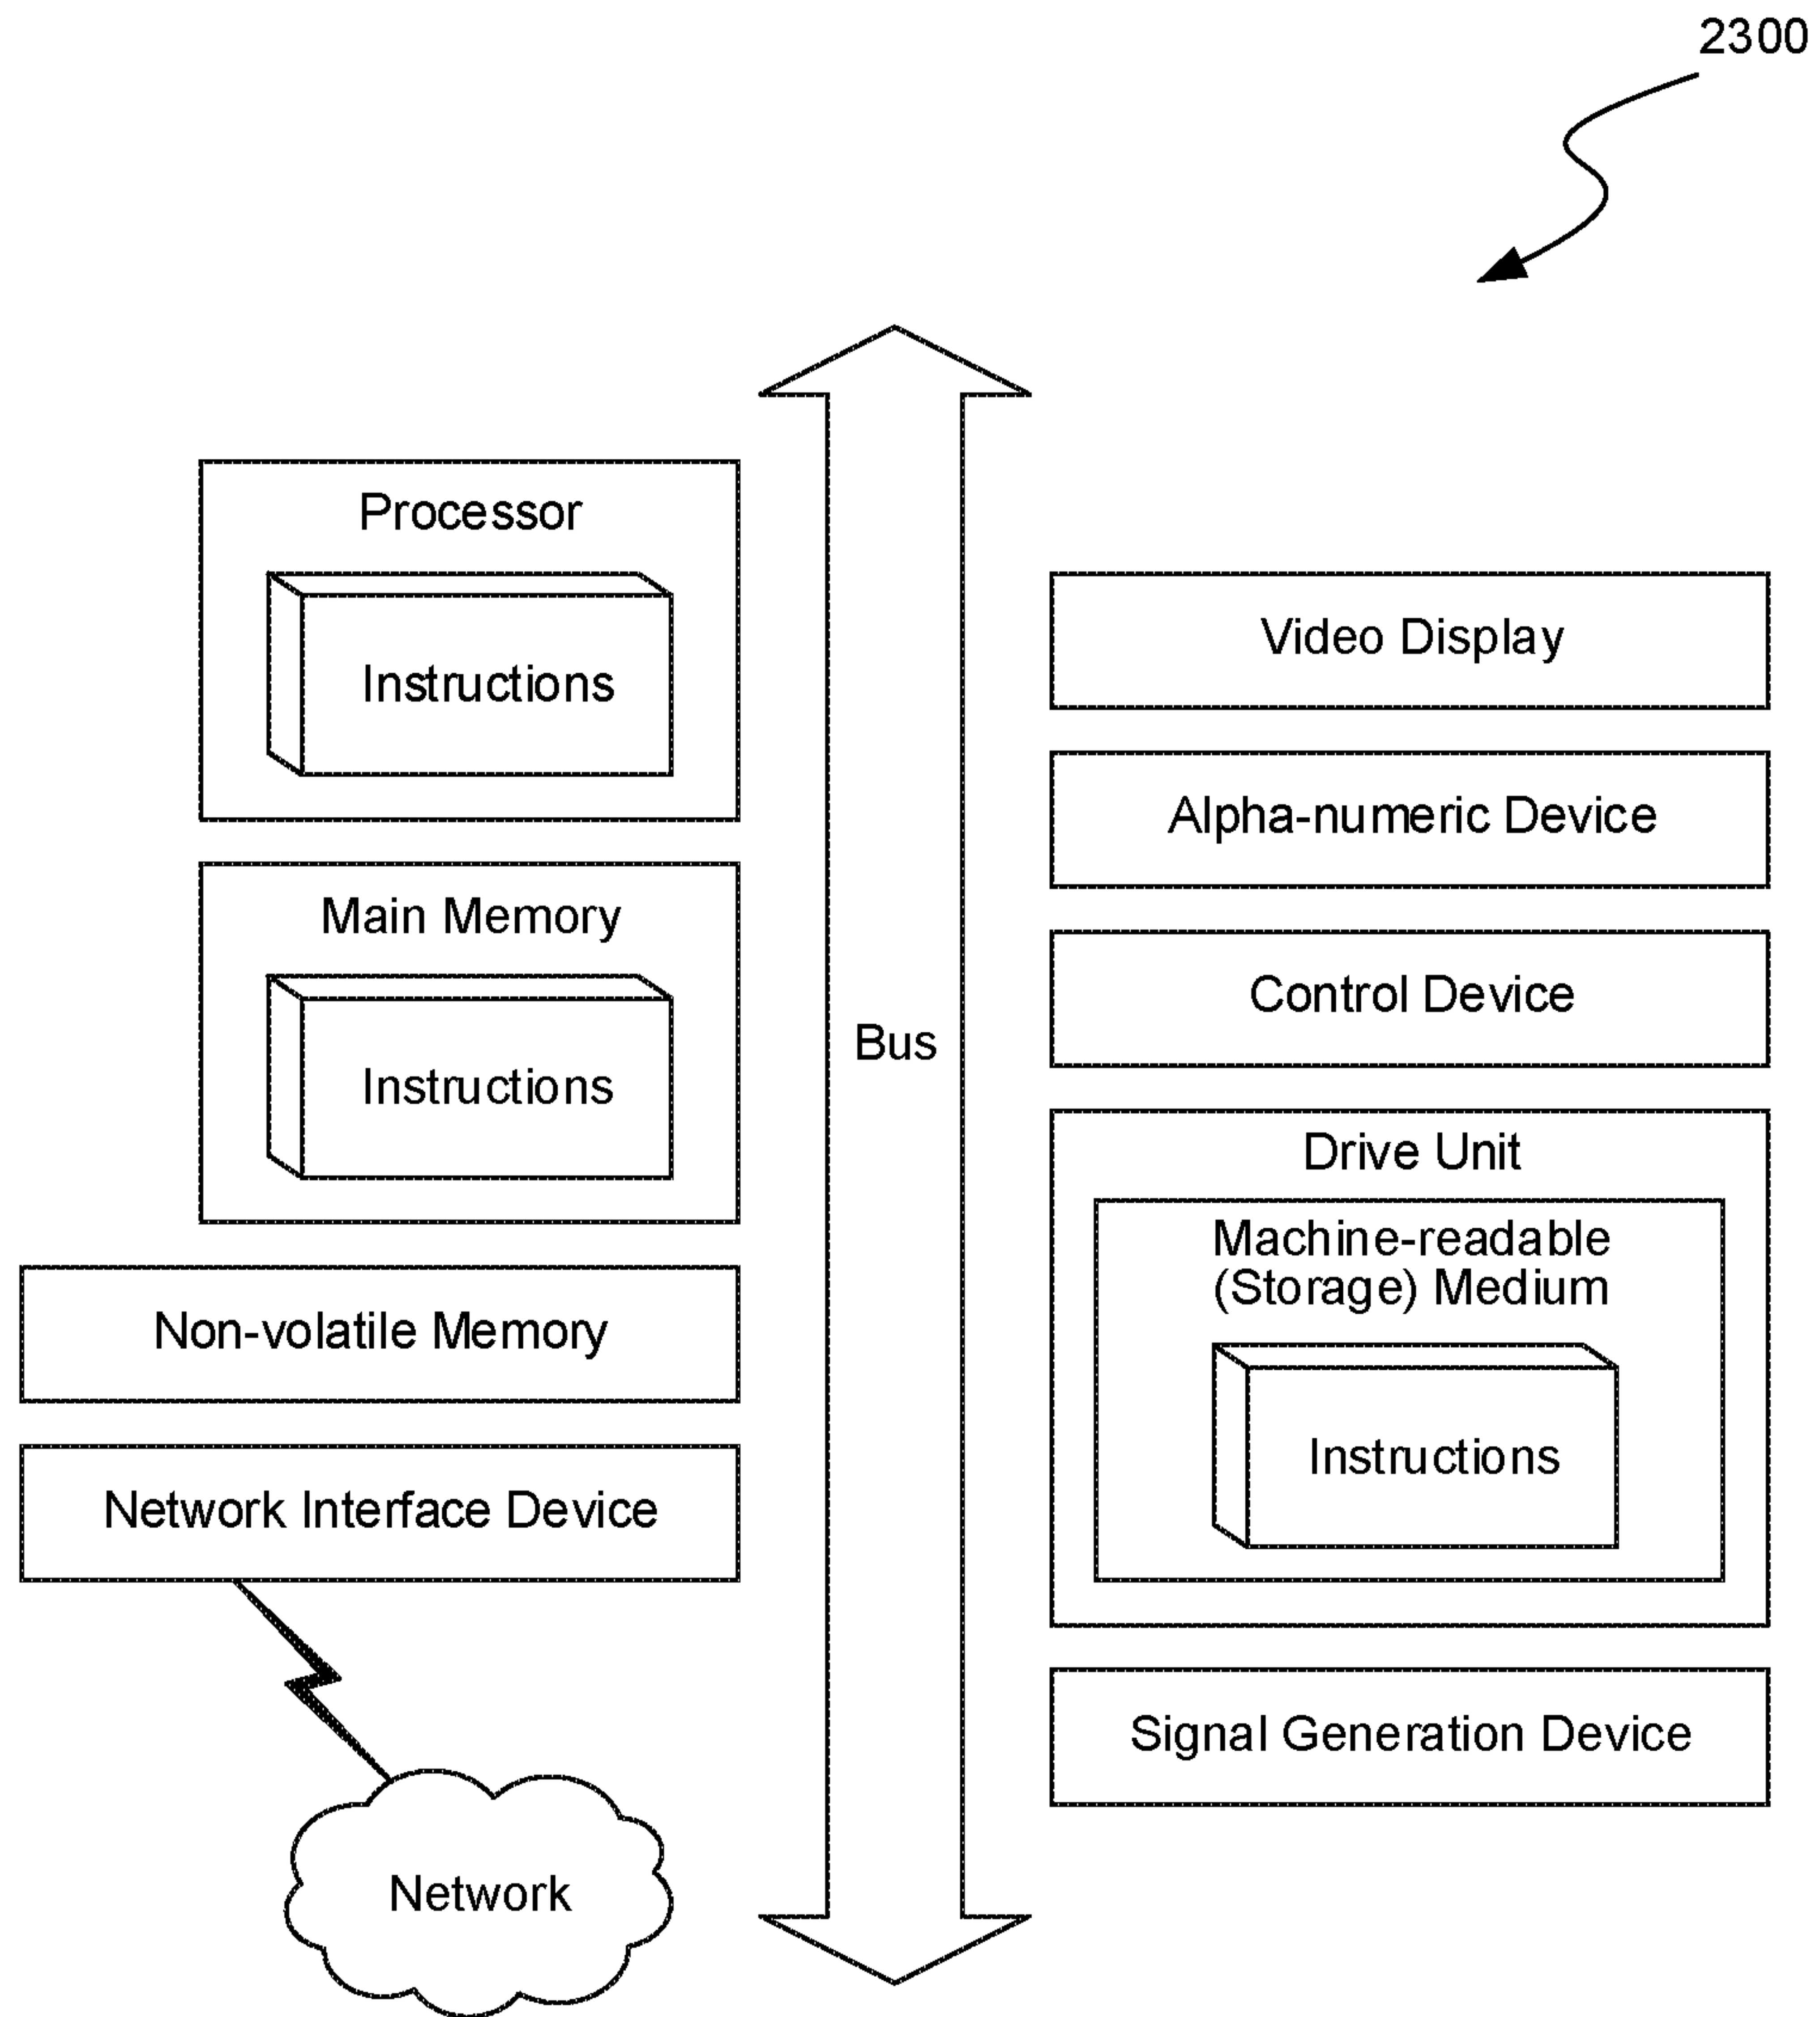 2300
Processor
Instructions
Main Memory
Instructions
Non-volatile Memory
Network Interface Device
Network
Bus
Video Display
Alpha-numeric Device
Control Device
Drive Unit
Machine-readable
(Storage) Medium
Instructions
Signal Generation Device